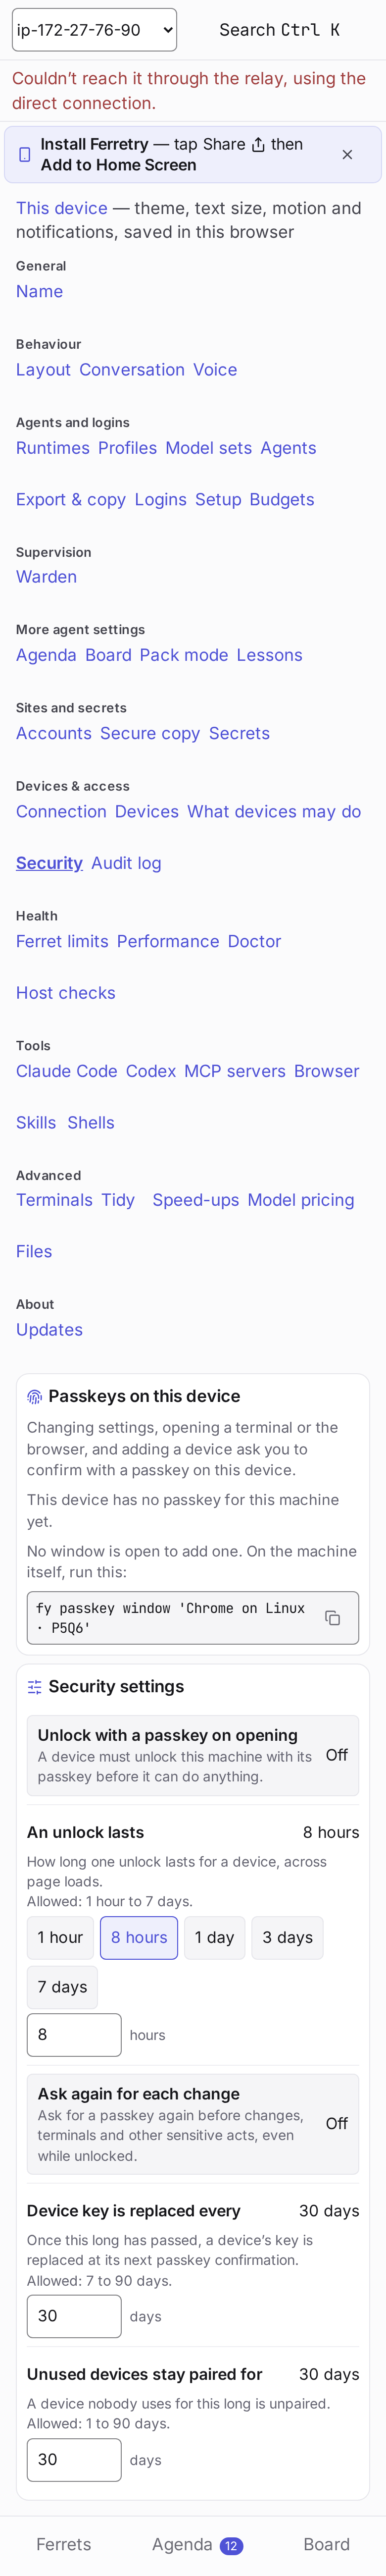 ip-172-27-76-90
Search Ctrl K
Couldn’t reach it through the relay, using the
direct connection.
Install Ferretry — tap Share then
Add to Home Screen
This device — theme, text size, motion and
notifications, saved in this browser
General
Name
Behaviour
Layout Conversation Voice
Agents and logins
Runtimes Profiles Model sets Agents
Export & copy Logins Setup Budgets
Supervision
Warden
More agent settings
Agenda Board Pack mode Lessons
Sites and secrets
Accounts Secure copy Secrets
Devices & access
Connection Devices What devices may do
Security Audit log
Health
Ferret limits Performance Doctor
Host checks
Tools
Claude Code Codex MCP servers Browser
Skills Shells
Advanced
Terminals Tidy Speed-ups Model pricing
Files
About
Updates
Passkeys on this device
Changing settings, opening a terminal or the
browser, and adding a device ask you to
confirm with a passkey on this device.
This device has no passkey for this machine
yet.
No window is open to add one. On the machine
itself, run this:
fy passkey window 'Chrome on Linux
· P5Q6'
Security settings
Unlock with a passkey on opening
A device must unlock this machine with its
passkey before it can do anything.
Off
An unlock lasts
8 hours
How long one unlock lasts for a device, across
page loads.
Allowed: 1 hour to 7 days.
1 hour 8 hours 1 day 3 days
7 days
8 hours
Ask again for each change
Ask for a passkey again before changes,
terminals and other sensitive acts, even
while unlocked.
Off
Device key is replaced every
30 days
Once this long has passed, a device’s key is
replaced at its next passkey confirmation.
Allowed: 7 to 90 days.
30 days
Unused devices stay paired for
30 days
A device nobody uses for this long is unpaired.
Allowed: 1 to 90 days.
30 days
Ferrets Agenda 12 Board